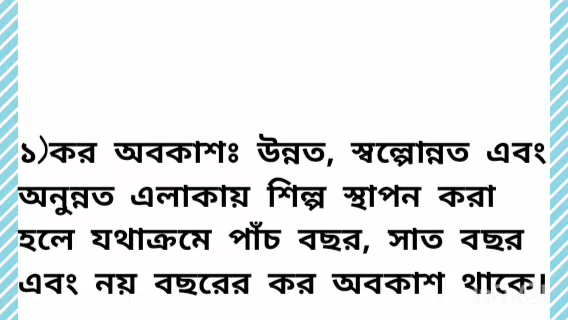 ১)কর অবকাশঃ উন্নত, স্বল্পোন্নত এবং
অনুন্নত এলাকায় শিল্প স্থাপন করা
হলে যথাক্রমে পাঁচ বছর, সাত বছর
এবং নয় বছরের কর অবকাশ থাকে।